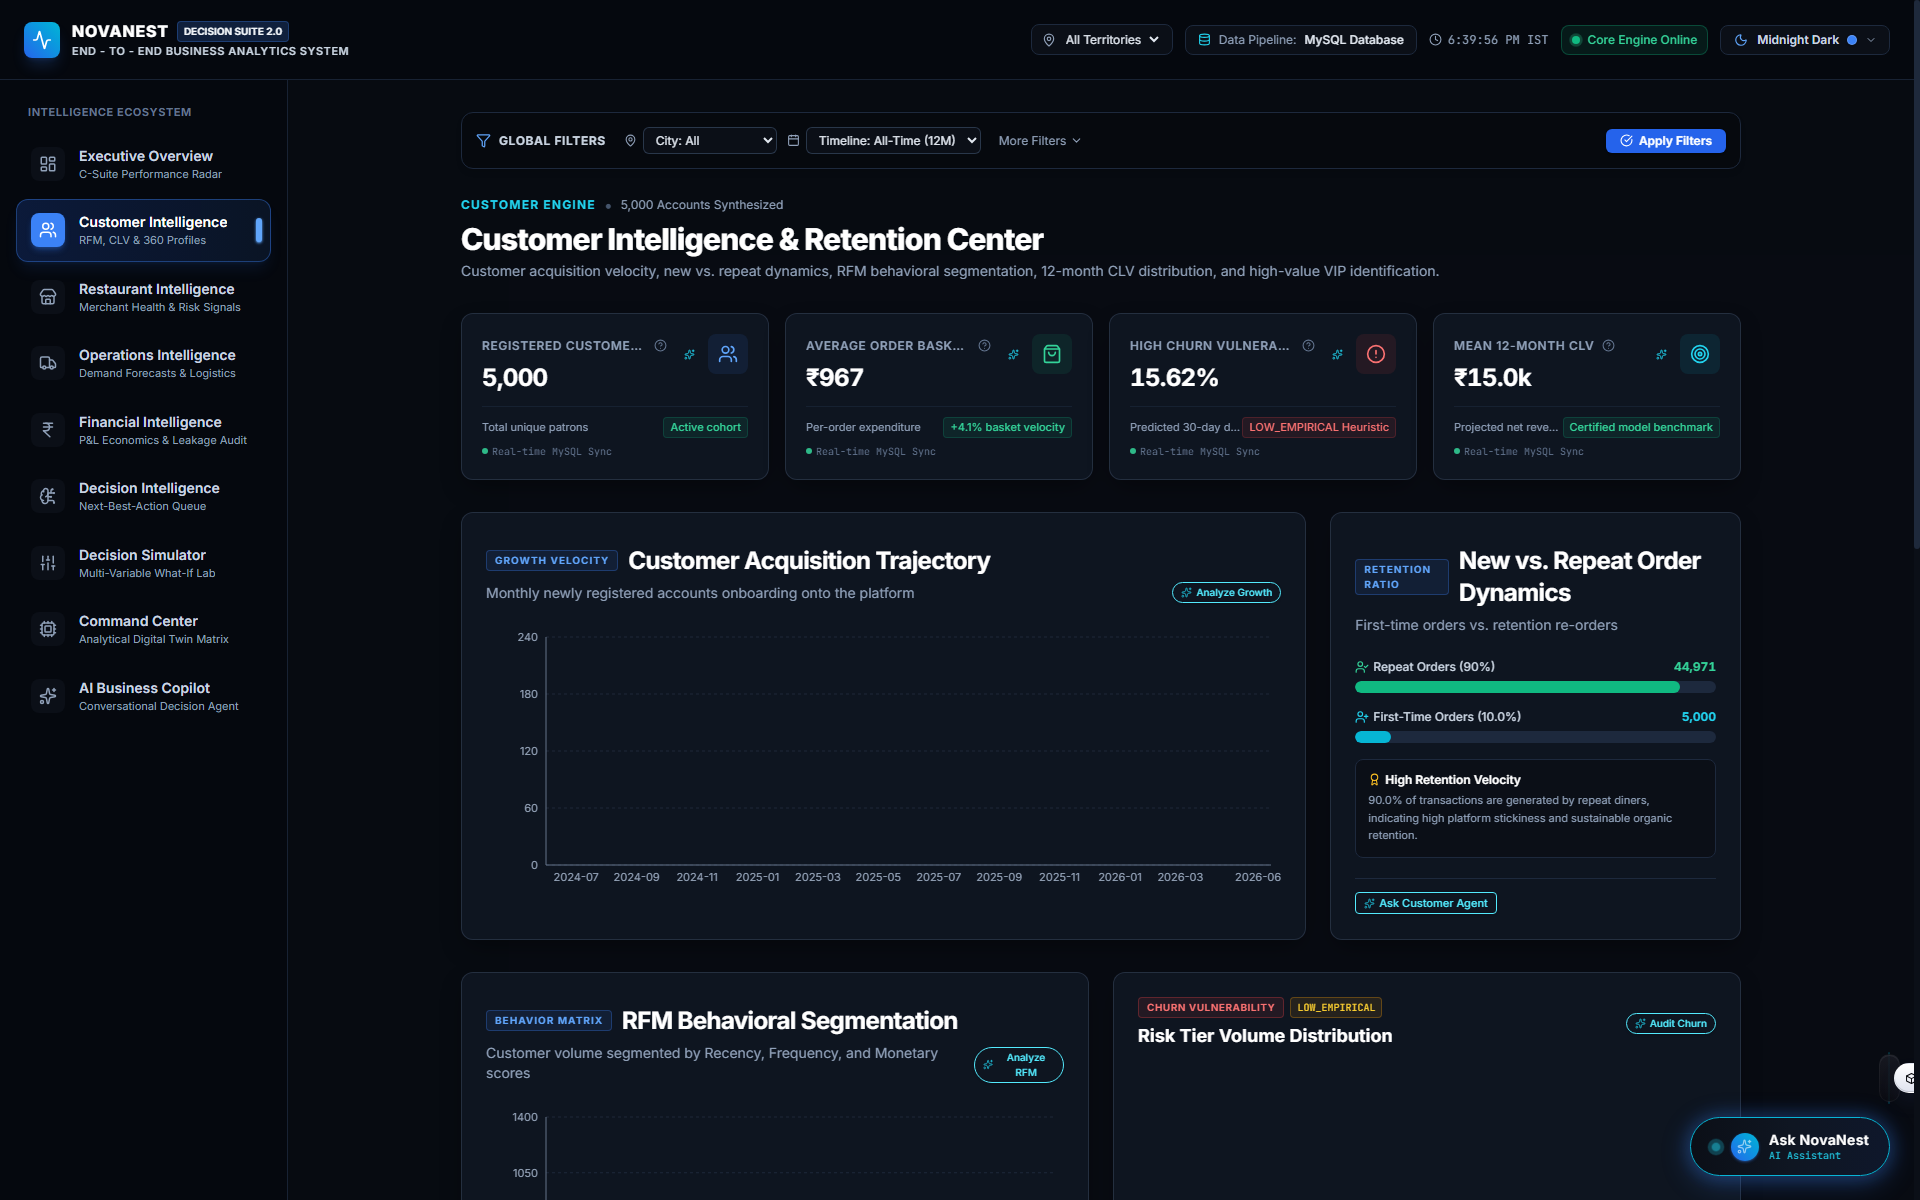 NOVANEST DECISION SUITE 2.0
END - TO - END BUSINESS ANALYTICS SYSTEM
All Territories
Data Pipeline: MySQL Database
6:39:56 PM IST
Core Engine Online
Midnight Dark
INTELLIGENCE ECOSYSTEM
Executive Overview
C-Suite Performance Radar
Customer Intelligence
RFM, CLV & 360 Profiles
Restaurant Intelligence
Merchant Health & Risk Signals
Operations Intelligence
Demand Forecasts & Logistics
Financial Intelligence
P&L Economics & Leakage Audit
Decision Intelligence
Next-Best-Action Queue
Decision Simulator
Multi-Variable What-If Lab
Command Center
Analytical Digital Twin Matrix
AI Business Copilot
Conversational Decision Agent
GLOBAL FILTERS
City: All
Timeline: All-Time (12M)
More Filters
Apply Filters
CUSTOMER ENGINE • 5,000 Accounts Synthesized
Customer Intelligence & Retention Center
Customer acquisition velocity, new vs. repeat dynamics, RFM behavioral segmentation, 12-month CLV distribution, and high-value VIP identification.
REGISTERED CUSTOME...
5,000
Total unique patrons
Active cohort
Real-time MySQL Sync
AVERAGE ORDER BASK...
₹967
Per-order expenditure
+4.1% basket velocity
Real-time MySQL Sync
HIGH CHURN VULNERA...
15.62%
Predicted 30-day d...
LOW_EMPIRICAL Heuristic
Real-time MySQL Sync
MEAN 12-MONTH CLV
₹15.0k
Projected net reve...
Certified model benchmark
Real-time MySQL Sync
GROWTH VELOCITY
Customer Acquisition Trajectory
Monthly newly registered accounts onboarding onto the platform
Analyze Growth
240
180
120
60
0
2024-07 2024-09 2024-11 2025-01 2025-03 2025-05 2025-07 2025-09 2025-11 2026-01 2026-03 2026-06
RETENTION
RATIO
New vs. Repeat Order
Dynamics
First-time orders vs. retention re-orders
Repeat Orders (90%) 44,971
First-Time Orders (10.0%) 5,000
High Retention Velocity
90.0% of transactions are generated by repeat diners,
indicating high platform stickiness and sustainable organic
retention.
Ask Customer Agent
BEHAVIOR MATRIX
RFM Behavioral Segmentation
Customer volume segmented by Recency, Frequency, and Monetary
scores
Analyze
RFM
1400
1050
CHURN VULNERABILITY LOW_EMPIRICAL
Risk Tier Volume Distribution
Audit Churn
Ask NovaNest
AI Assistant